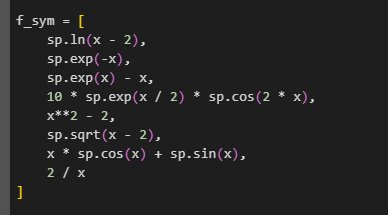 f_sym = [
    sp.ln(x - 2),
    sp.exp(-x),
    sp.exp(x) - x,
    10 * sp.exp(x / 2) * sp.cos(2 * x),
    x**2 - 2,
    sp.sqrt(x - 2),
    x * sp.cos(x) + sp.sin(x),
    2 / x
]